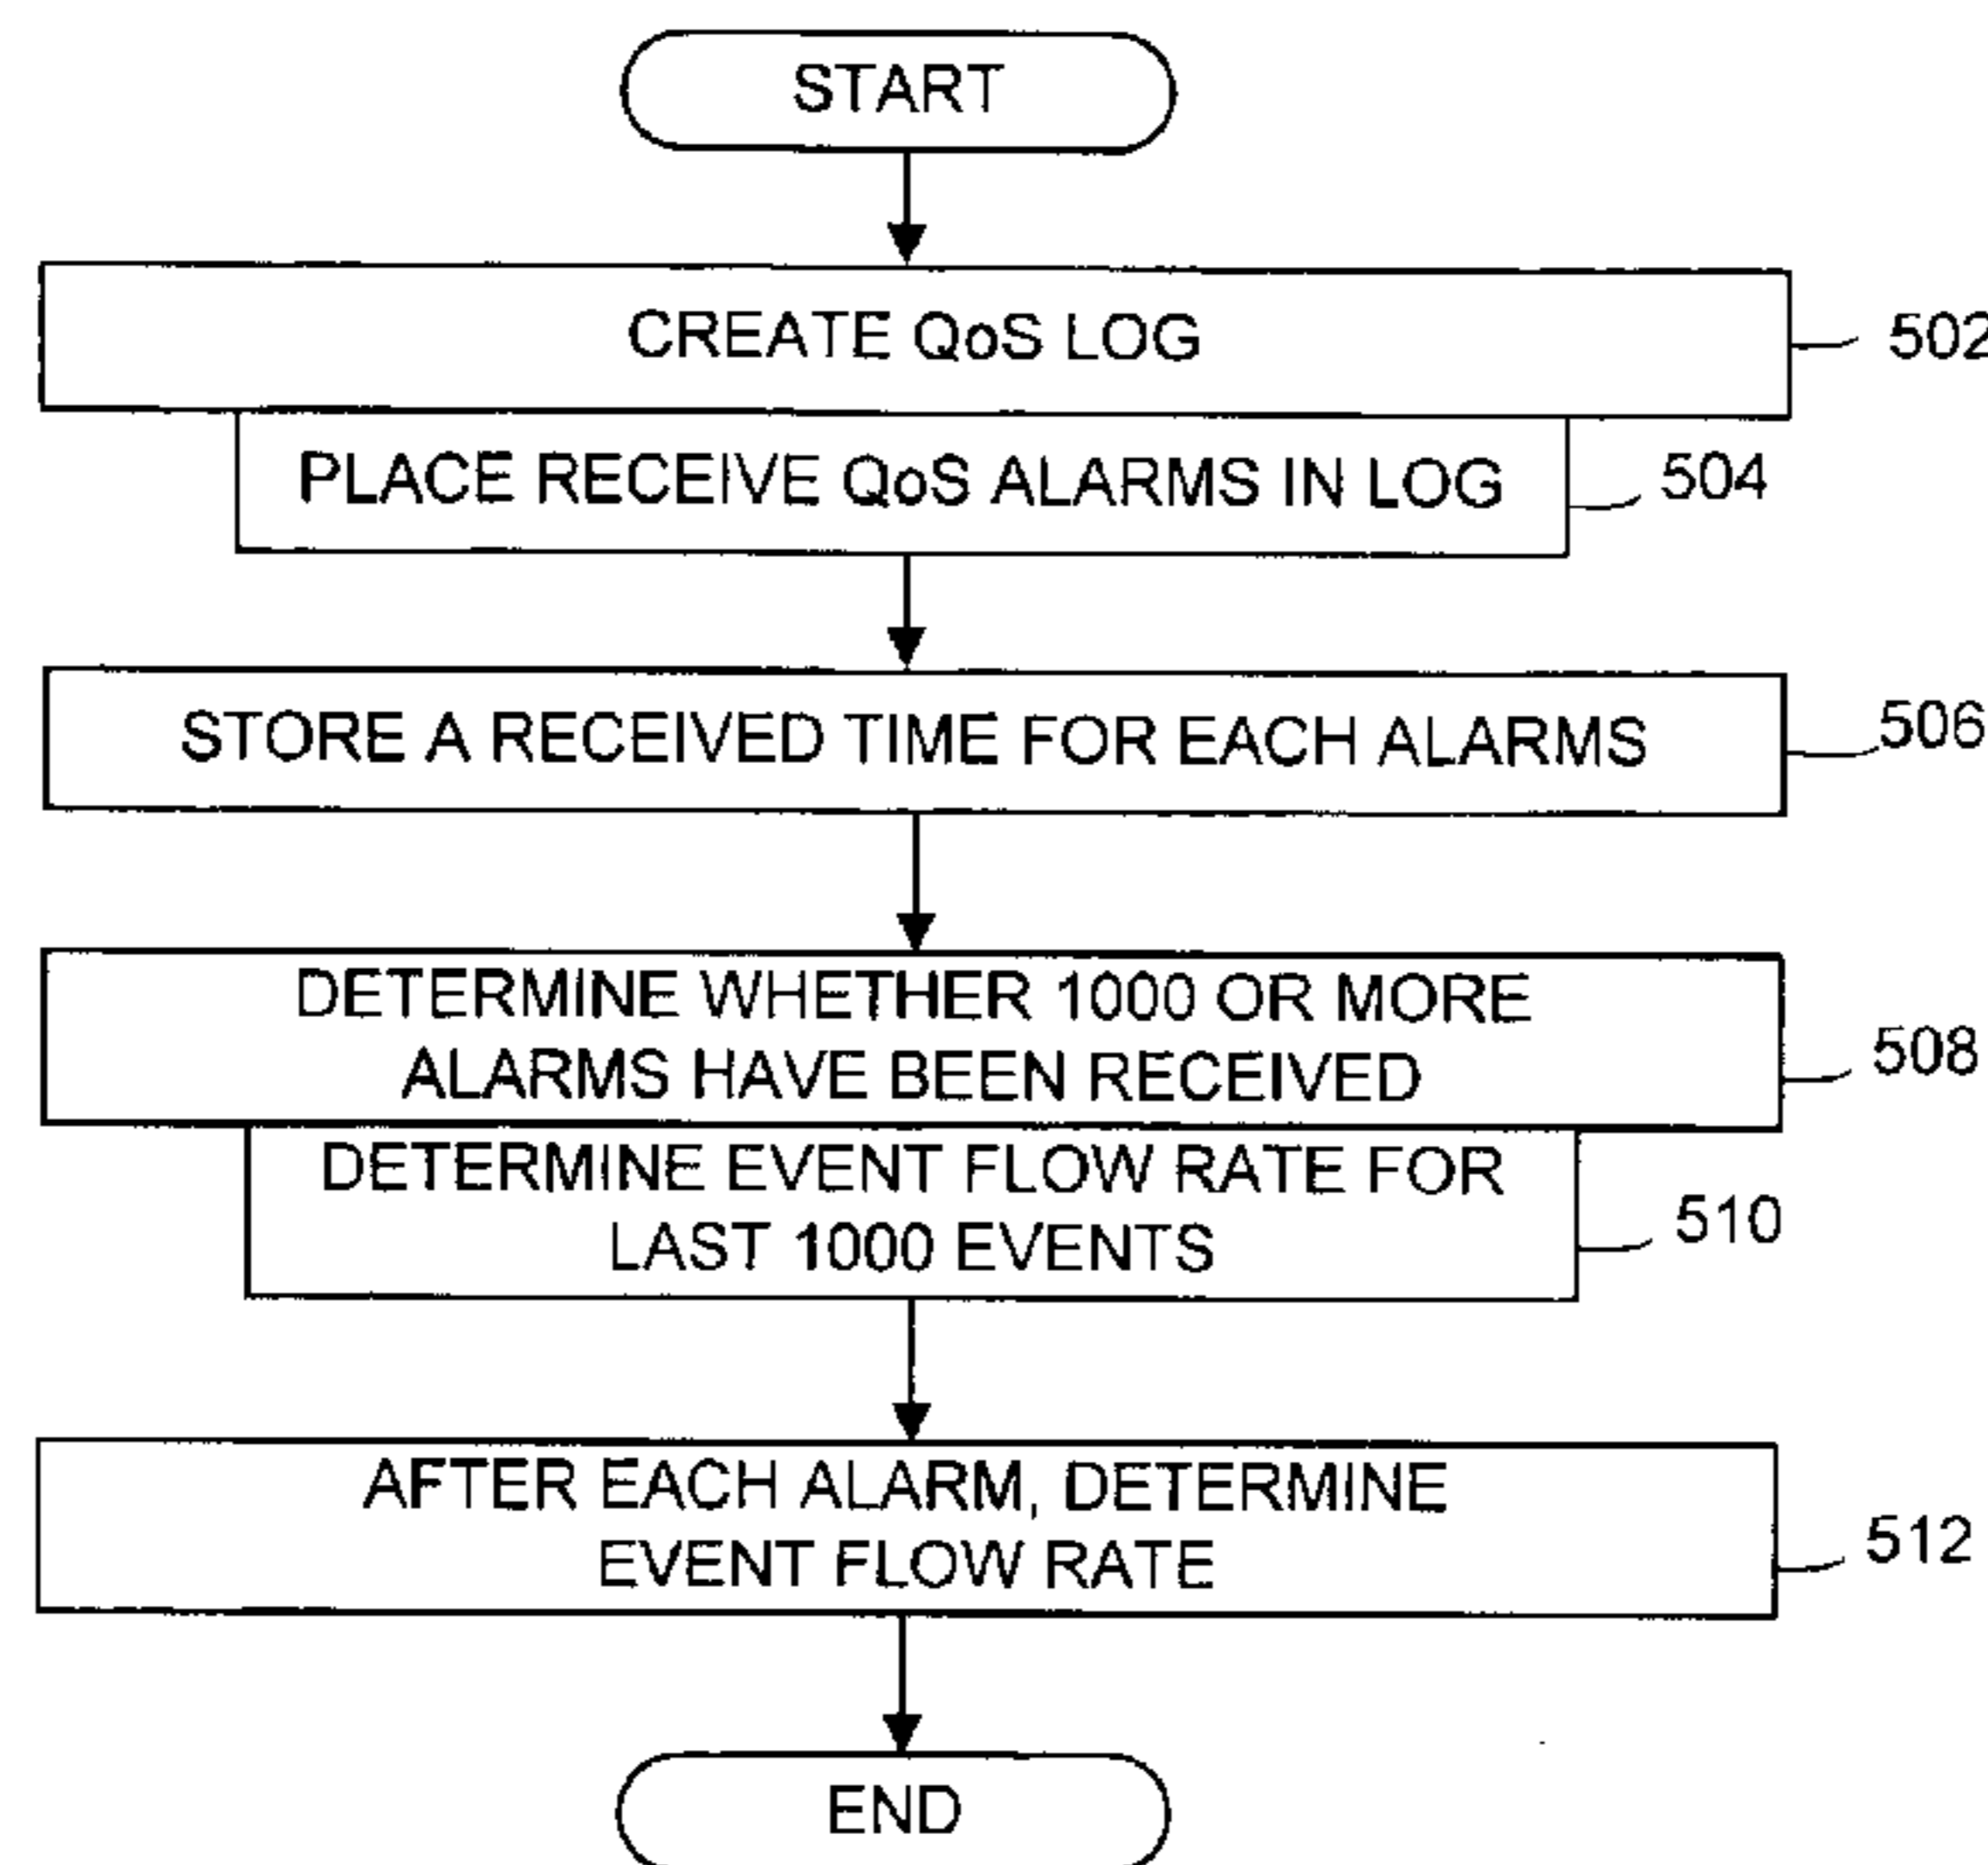 START
CREATE QoS LOG
502
PLACE RECEIVE QoS ALARMS IN LOG
504
STORE A RECEIVED TIME FOR EACH ALARMS
506
DETERMINE WHETHER 1000 OR MORE
ALARMS HAVE BEEN RECEIVED
508
DETERMINE EVENT FLOW RATE FOR
LAST 1000 EVENTS
510
AFTER EACH ALARM, DETERMINE
EVENT FLOW RATE
512
END